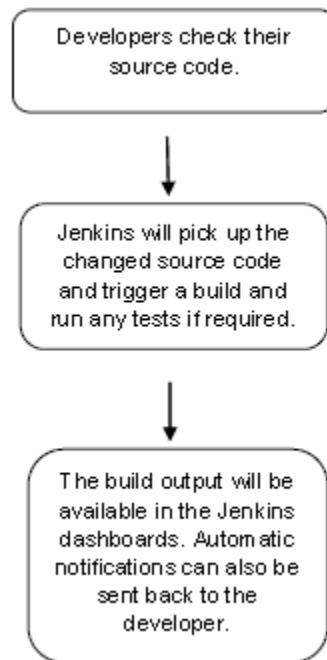 Developers check their
source code.
Jenkins will pick up the
changed source code
and trigger a build and
run any tests if required.
The build output will be
available in the Jenkins
dashboards. Automatic
notifications can also be
sent back to the
developer.